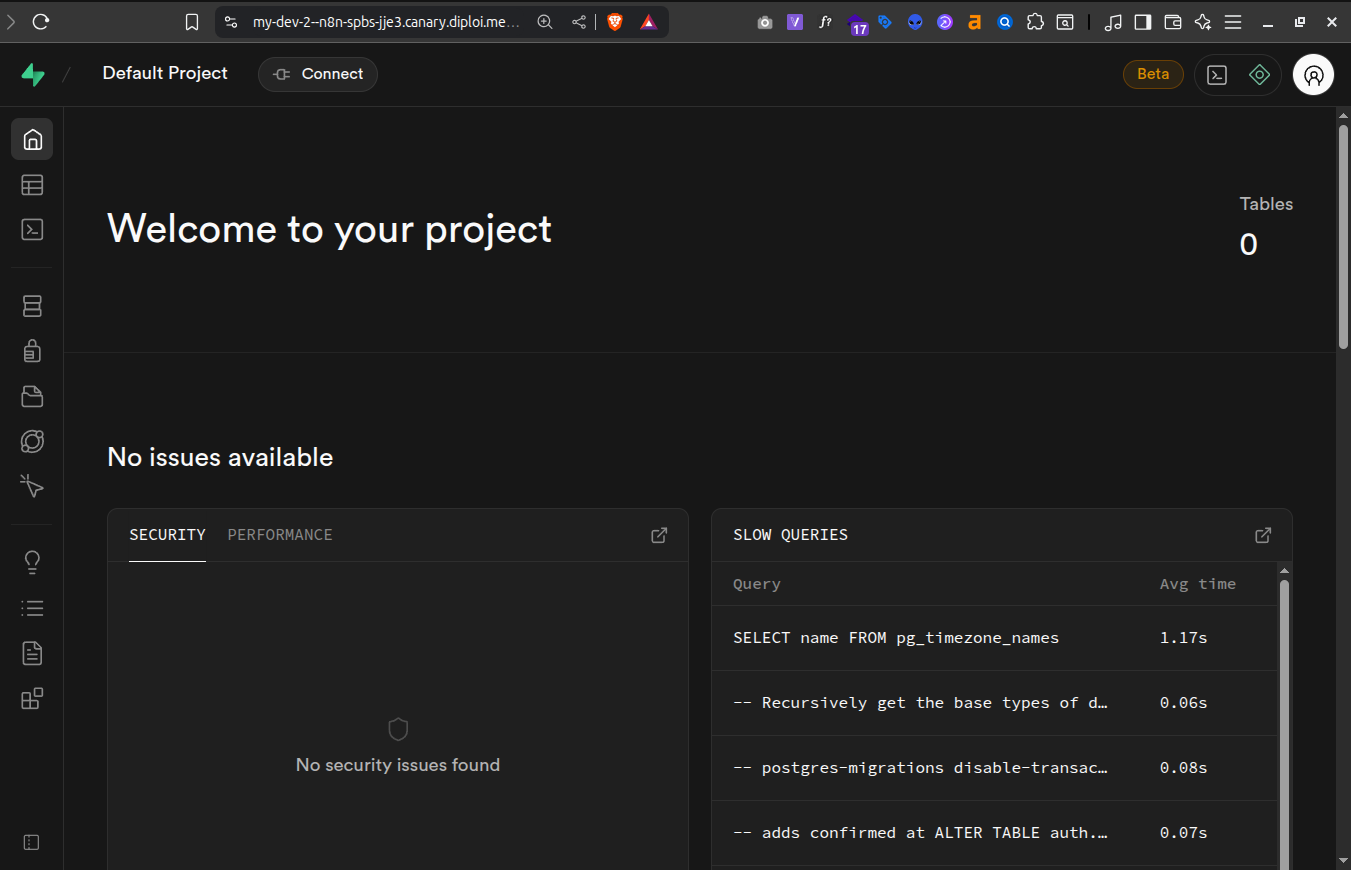 my-dev-2--n8n-spbs-jje3.canary.diploi.me...
17
Default Project
Connect
Beta
Welcome to your project
Tables
0
No issues available
SECURITY
PERFORMANCE
No security issues found
SLOW QUERIES
Query
Avg time
SELECT name FROM pg_timezone_names
1.17s
-- Recursively get the base types of d…
0.06s
-- postgres-migrations disable-transac…
0.08s
-- adds confirmed at ALTER TABLE auth.…
0.07s